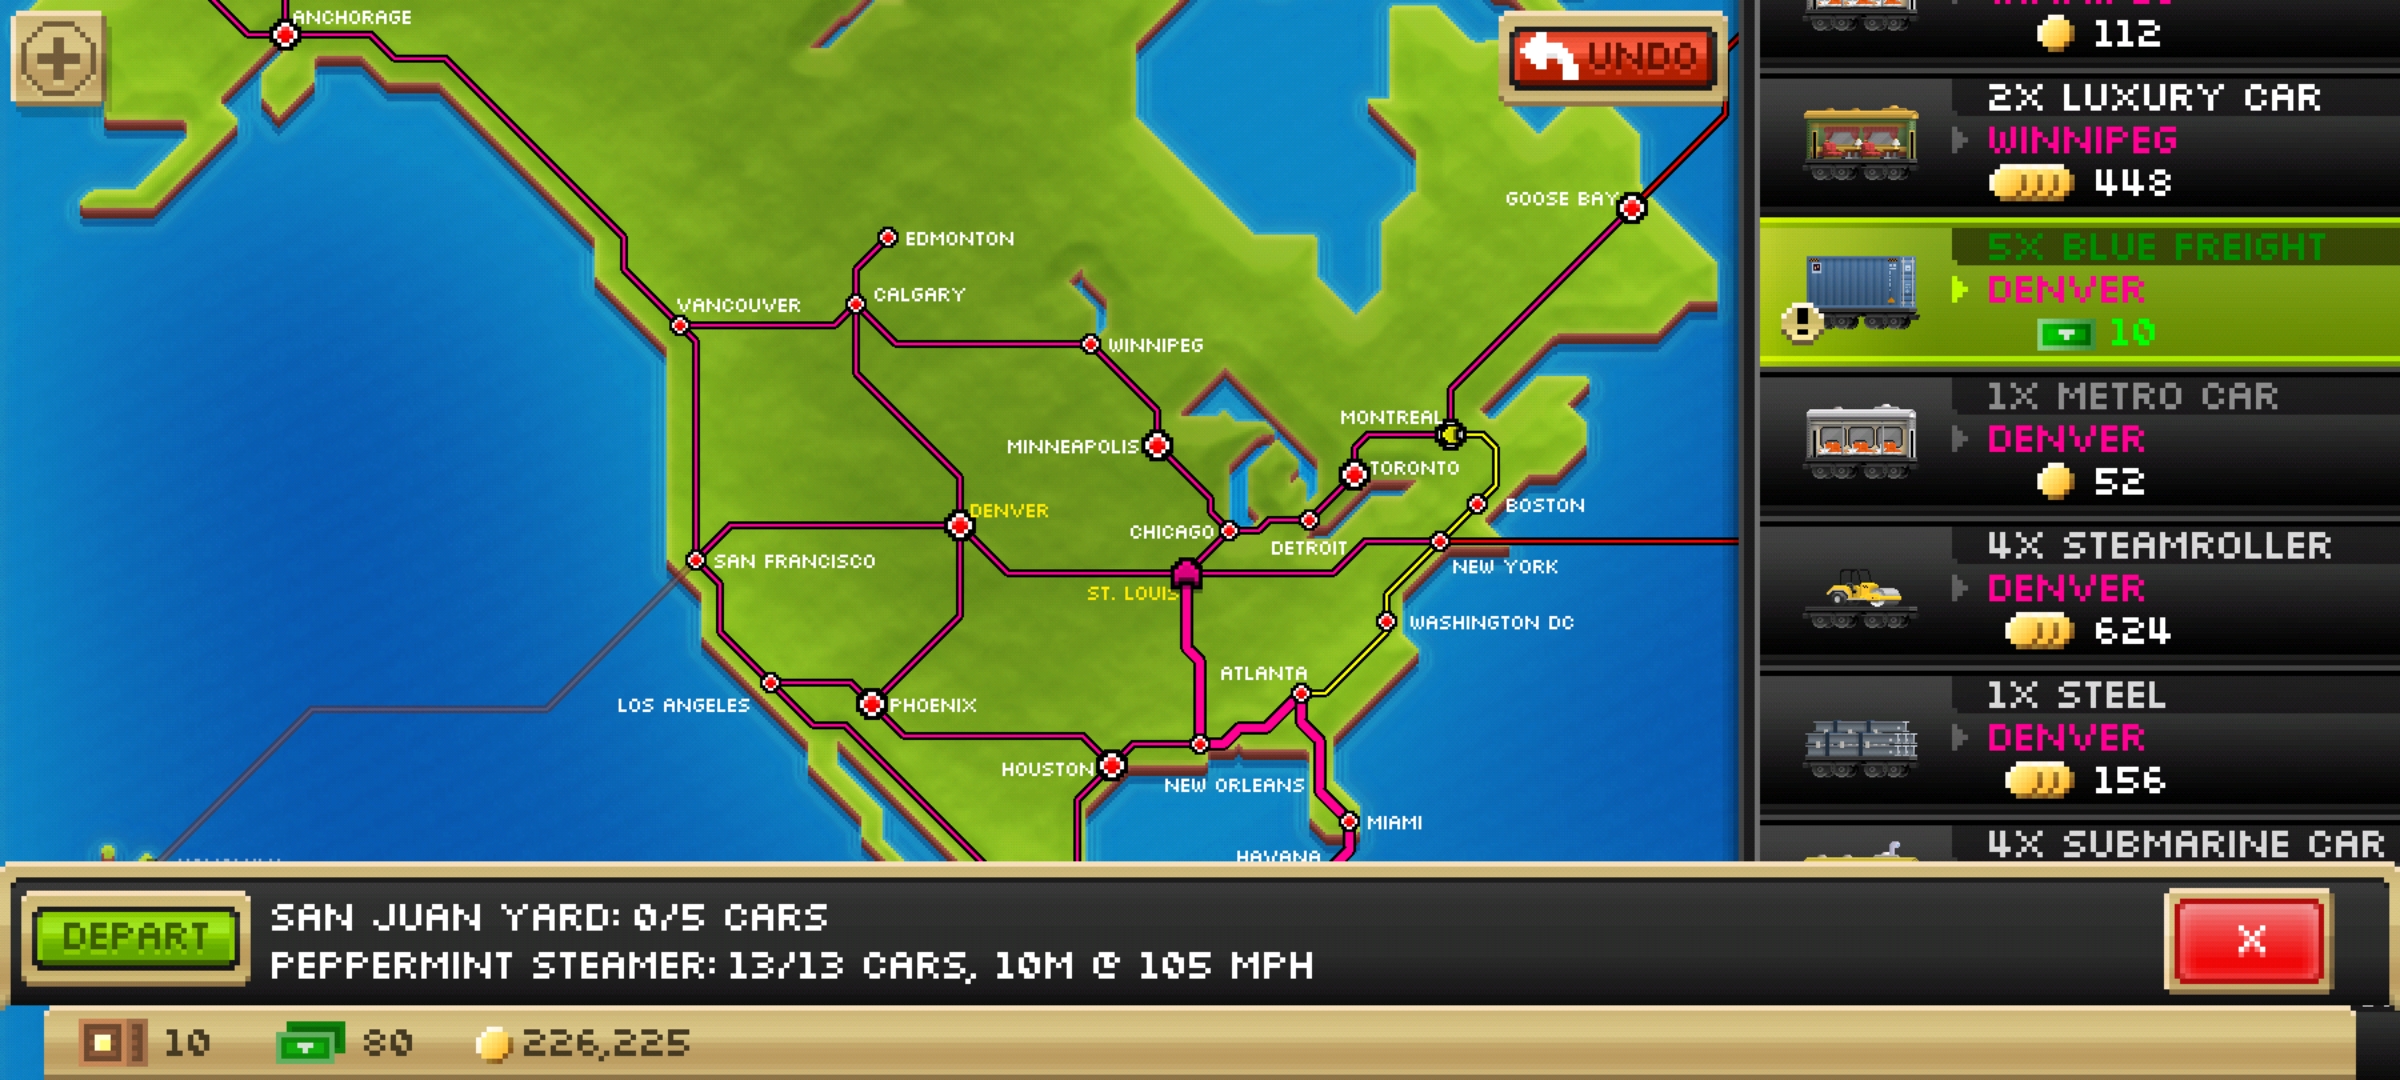 ANCHORAGE
UNDO
GOOSE BAY
EDMONTON
CALGARY
VANCOUVER
WINNIPEG
MONTREAL
MINNEAPOLIS
TORONTO
DENVER
BOSTON
CHICAGO
DETROIT
SAN FRANCISCO
NEW YORK
ST. LOUIS
WASHINGTON DC
ATLANTA
LOS ANGELES
PHOENIX
HOUSTON
NEW ORLEANS
MIAMI
HAVANA
112
2X LUXURY CAR
WINNIPEG
448
5X BLUE FREIGHT
DENVER
10
1X METRO CAR
DENVER
52
4X STEAMROLLER
DENVER
624
1X STEEL
DENVER
156
4X SUBMARINE CAR
DEPART
SAN JUAN YARD: 0/5 CARS
PEPPERMINT STEAMER: 13/13 CARS, 10M @ 105 MPH
X
10
80
226,225